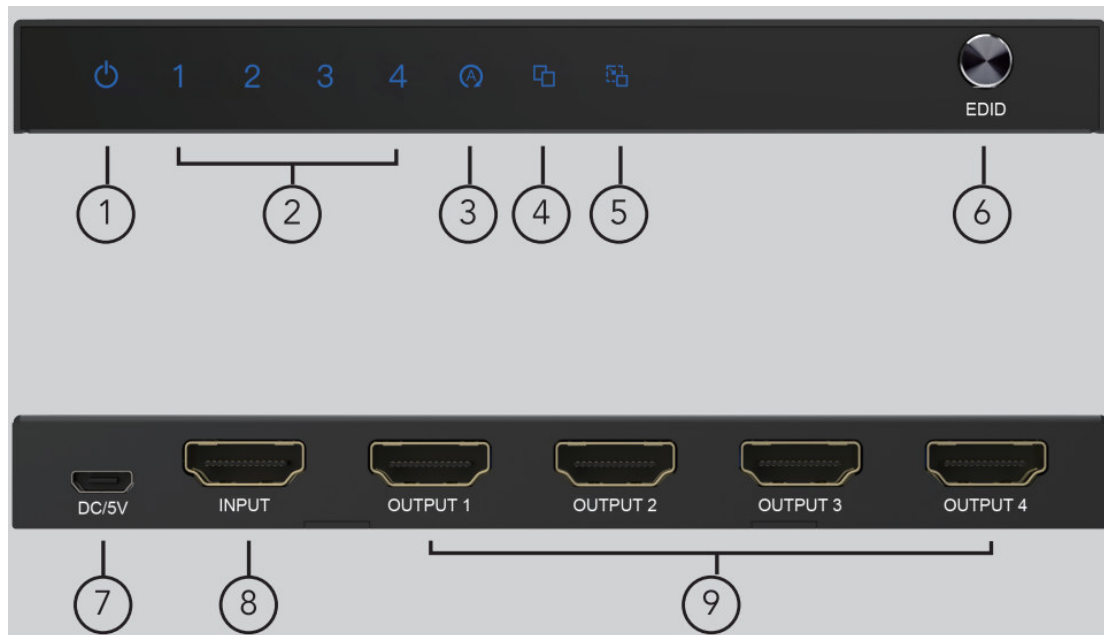 1 2 3 4 A
EDID
1 2 3 4 5 6
DC/5V INPUT OUTPUT 1 OUTPUT 2 OUTPUT 3 OUTPUT 4
7 8 9